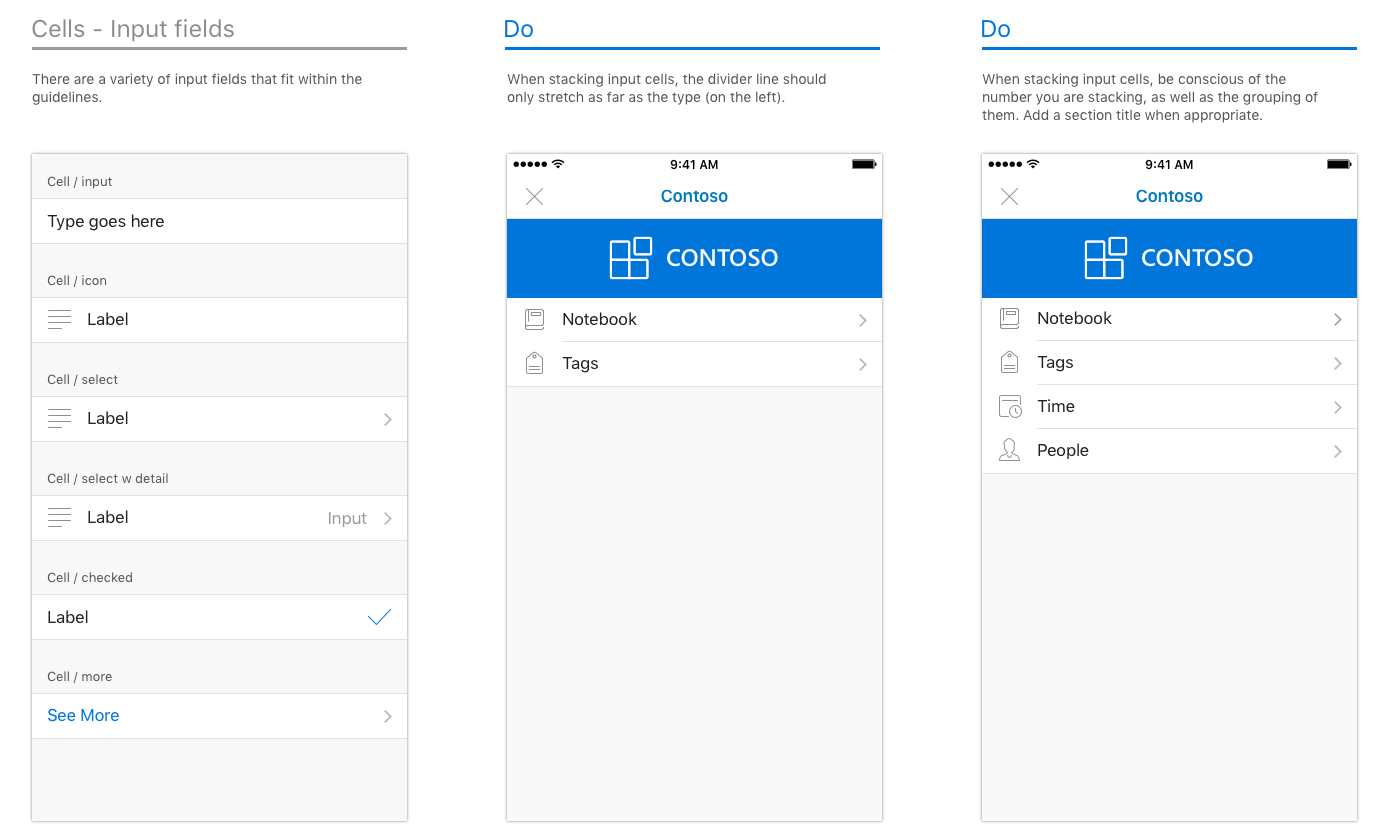 Cells - Input fields
There are a variety of input fields that fit within the
guidelines.
Cell / input
Type goes here
Cell / icon
Label
Cell / select
Label
Cell / select w detail
Label Input
Cell / checked
Label
Cell / more
See More
Do
When stacking input cells, the divider line should
only stretch as far as the type (on the left).
9:41 AM
Contoso
CONTOSO
Notebook
Tags
Do
When stacking input cells, be conscious of the
number you are stacking, as well as the grouping of
them. Add a section title when appropriate.
9:41 AM
Contoso
CONTOSO
Notebook
Tags
Time
People